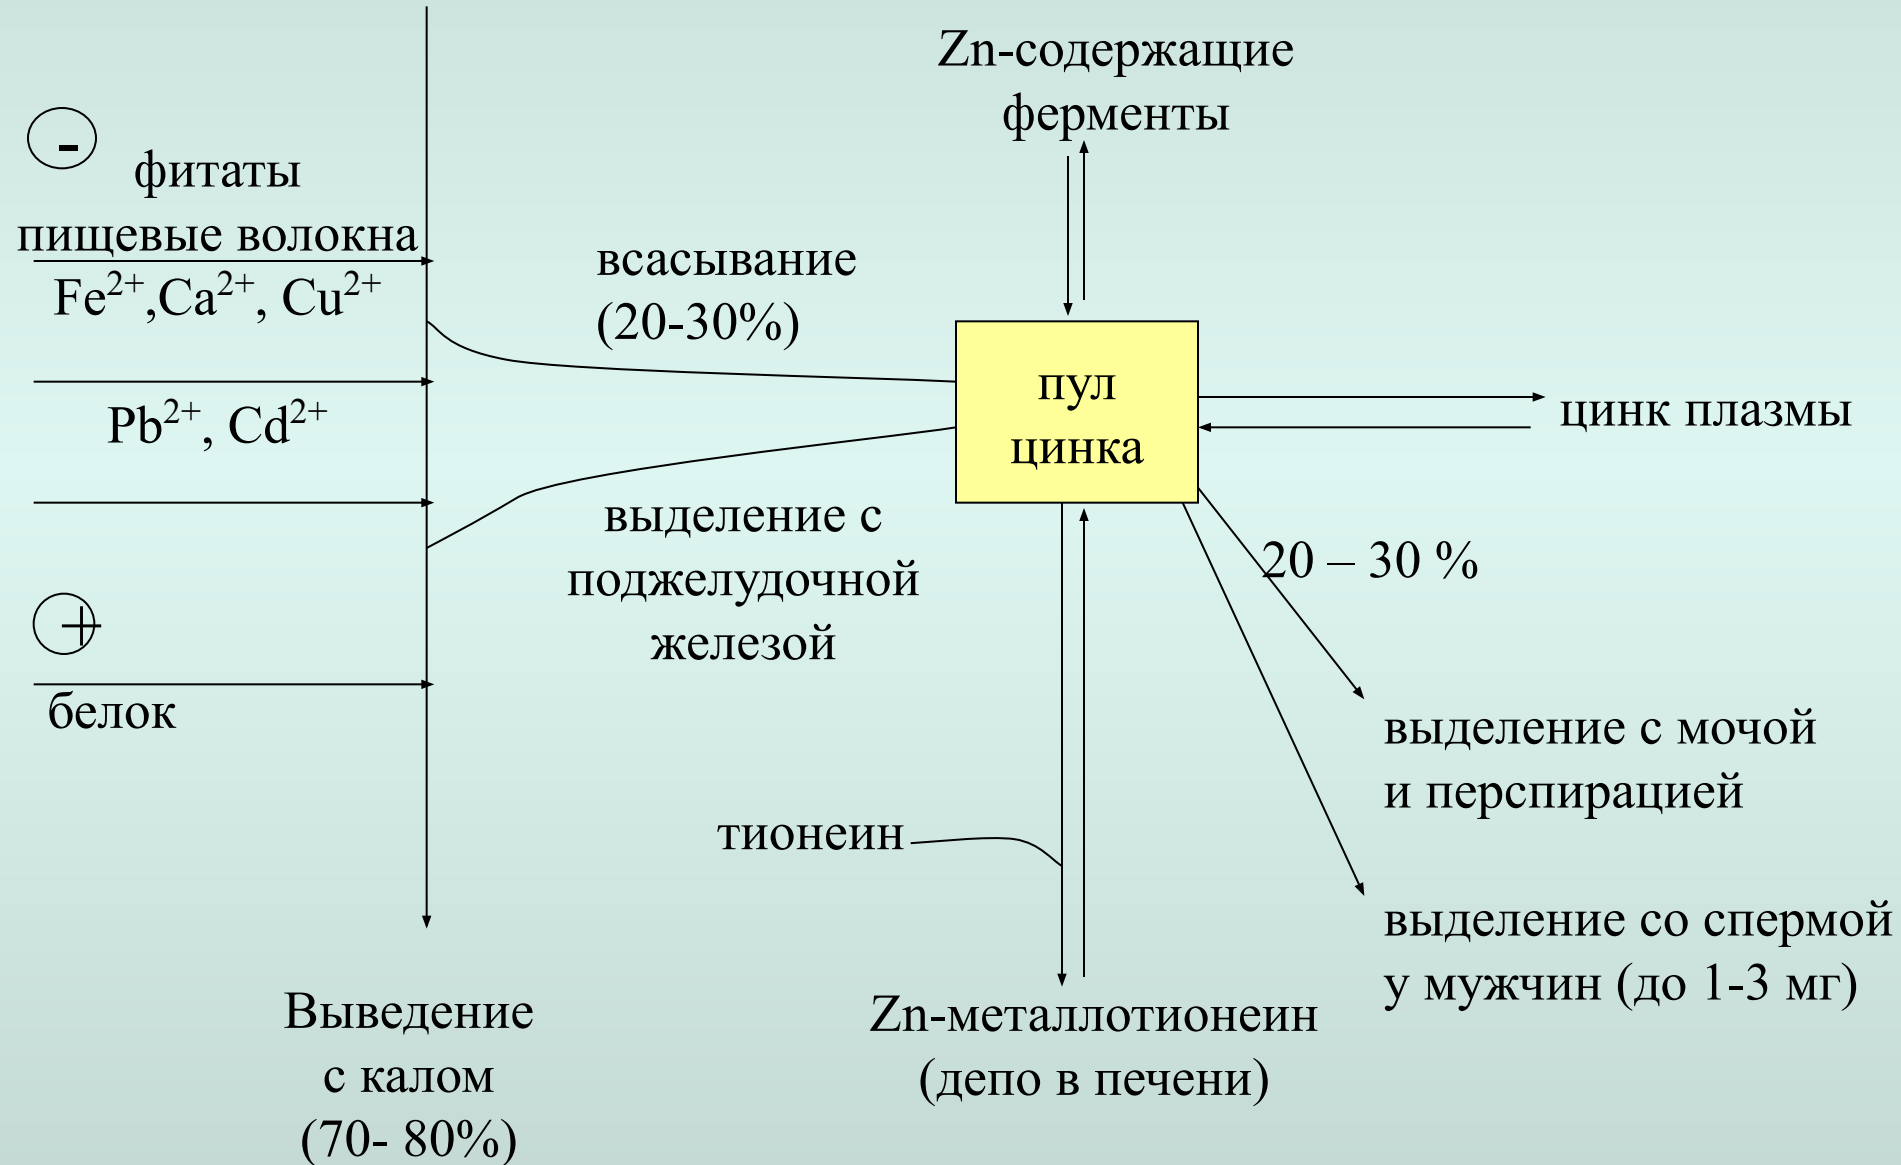 Zn-содержащие
ферменты
-
фитаты
пищевые волокна
Fe²⁺,Ca²⁺, Cu²⁺
Pb²⁺, Cd²⁺
+
белок
всасывание
(20-30%)
пул
цинка
цинк плазмы
выделение с
поджелудочной
железой
20 – 30 %
выделение с мочой
и перспирацией
тионеин
выделение со спермой
у мужчин (до 1-3 мг)
Выведение
с калом
(70- 80%)
Zn-металлотионеин
(депо в печени)